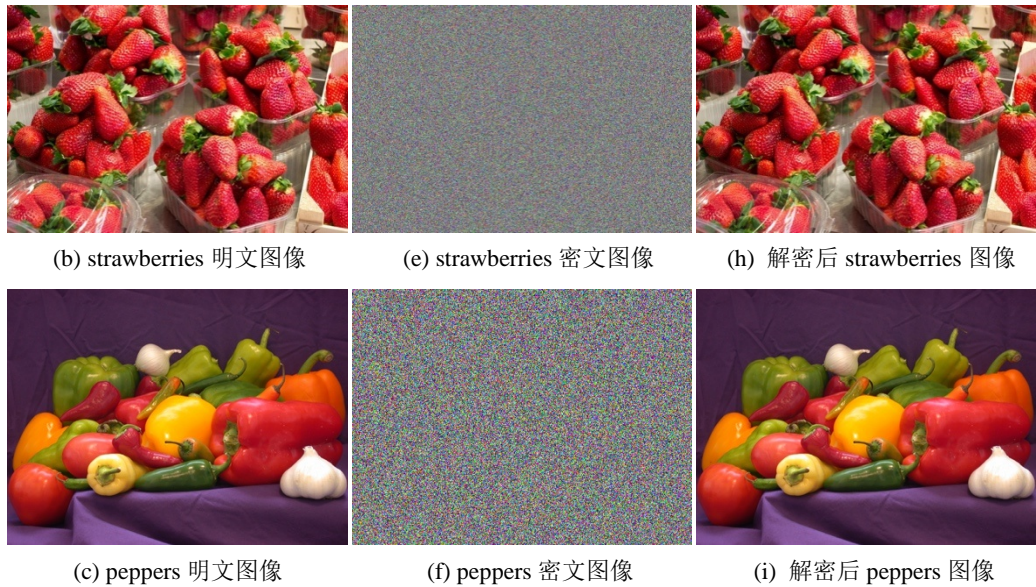 (b) strawberries 明文图像
(e) strawberries 密文图像
(h) 解密后 strawberries 图像
(c) peppers 明文图像
(f) peppers 密文图像
(i) 解密后 peppers 图像